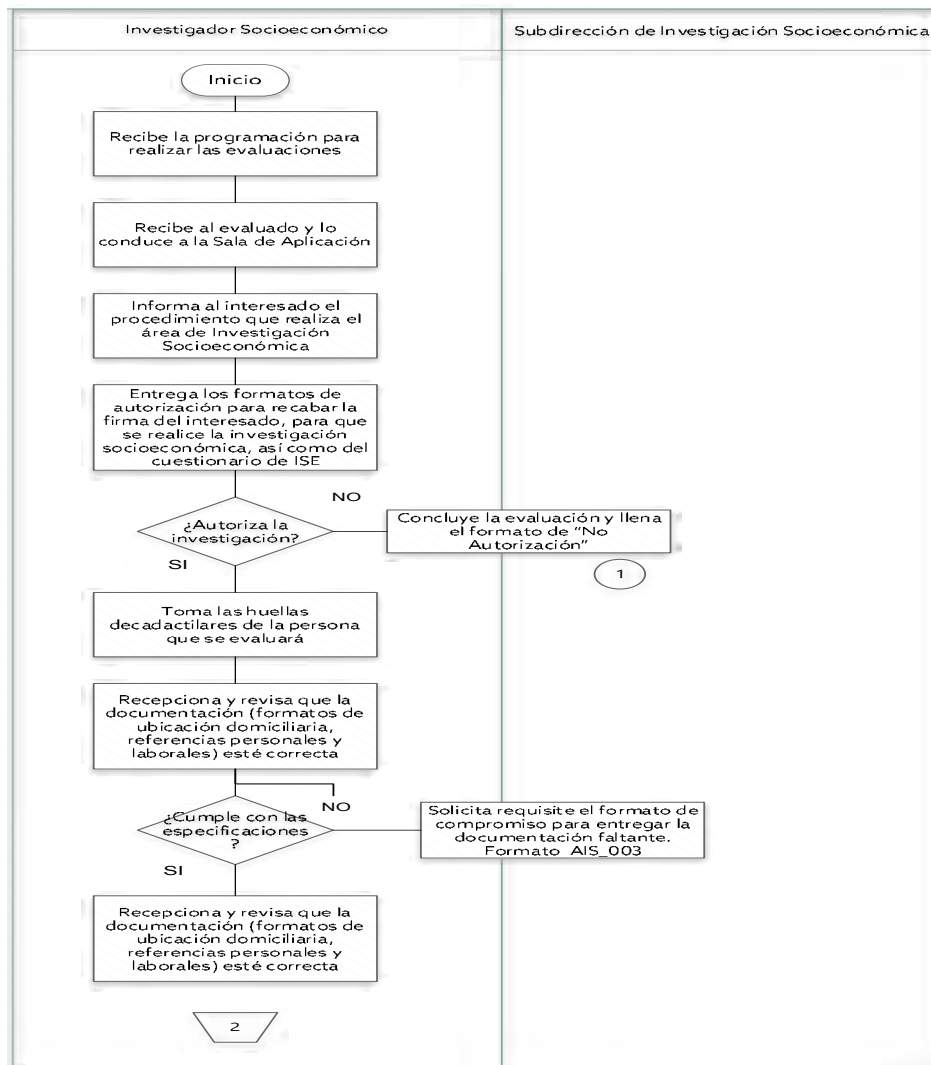 Investigador Socioeconómico
Subdirección de Investigación Socioeconómica
Inicio
Recibe la programación para
realizar las evaluaciones
Recibe al evaluado y lo
conduce a la Sala de Aplicación
Informa al interesado el
procedimiento que realiza el
área de Investigación
Socioeconómica
Entrega los formatos de
autorización para recabar la
firma del interesado, para que
se realice la investigación
socioeconómica, así como del
cuestionario de ISE
NO
¿Autoriza la
investigación?
Concluye la evaluación y llena
el formato de "No
Autorización"
SI
1
Toma las huellas
decadactilares de la persona
que se evaluará
Recepciona y revisa que la
documentación (formatos de
ubicación domiciliaria,
referencias personales y
laborales) esté correcta
NO
¿Cumple con las
especificaciones
?
Solicita requisite el formato de
compromiso para entregar la
documentación faltante.
Formato AIS_003
SI
Recepciona y revisa que la
documentación (formatos de
ubicación domiciliaria,
referencias personales y
laborales) esté correcta
2